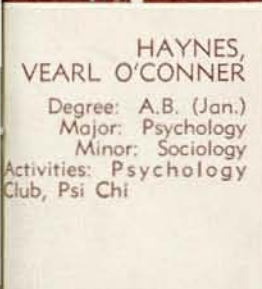 HAYNES,
VEARL O'CONNER
Degree: A.B. (Jan.)
Major: Psychology
Minor: Sociology
Activities: Psychology
Club, Psi Chi